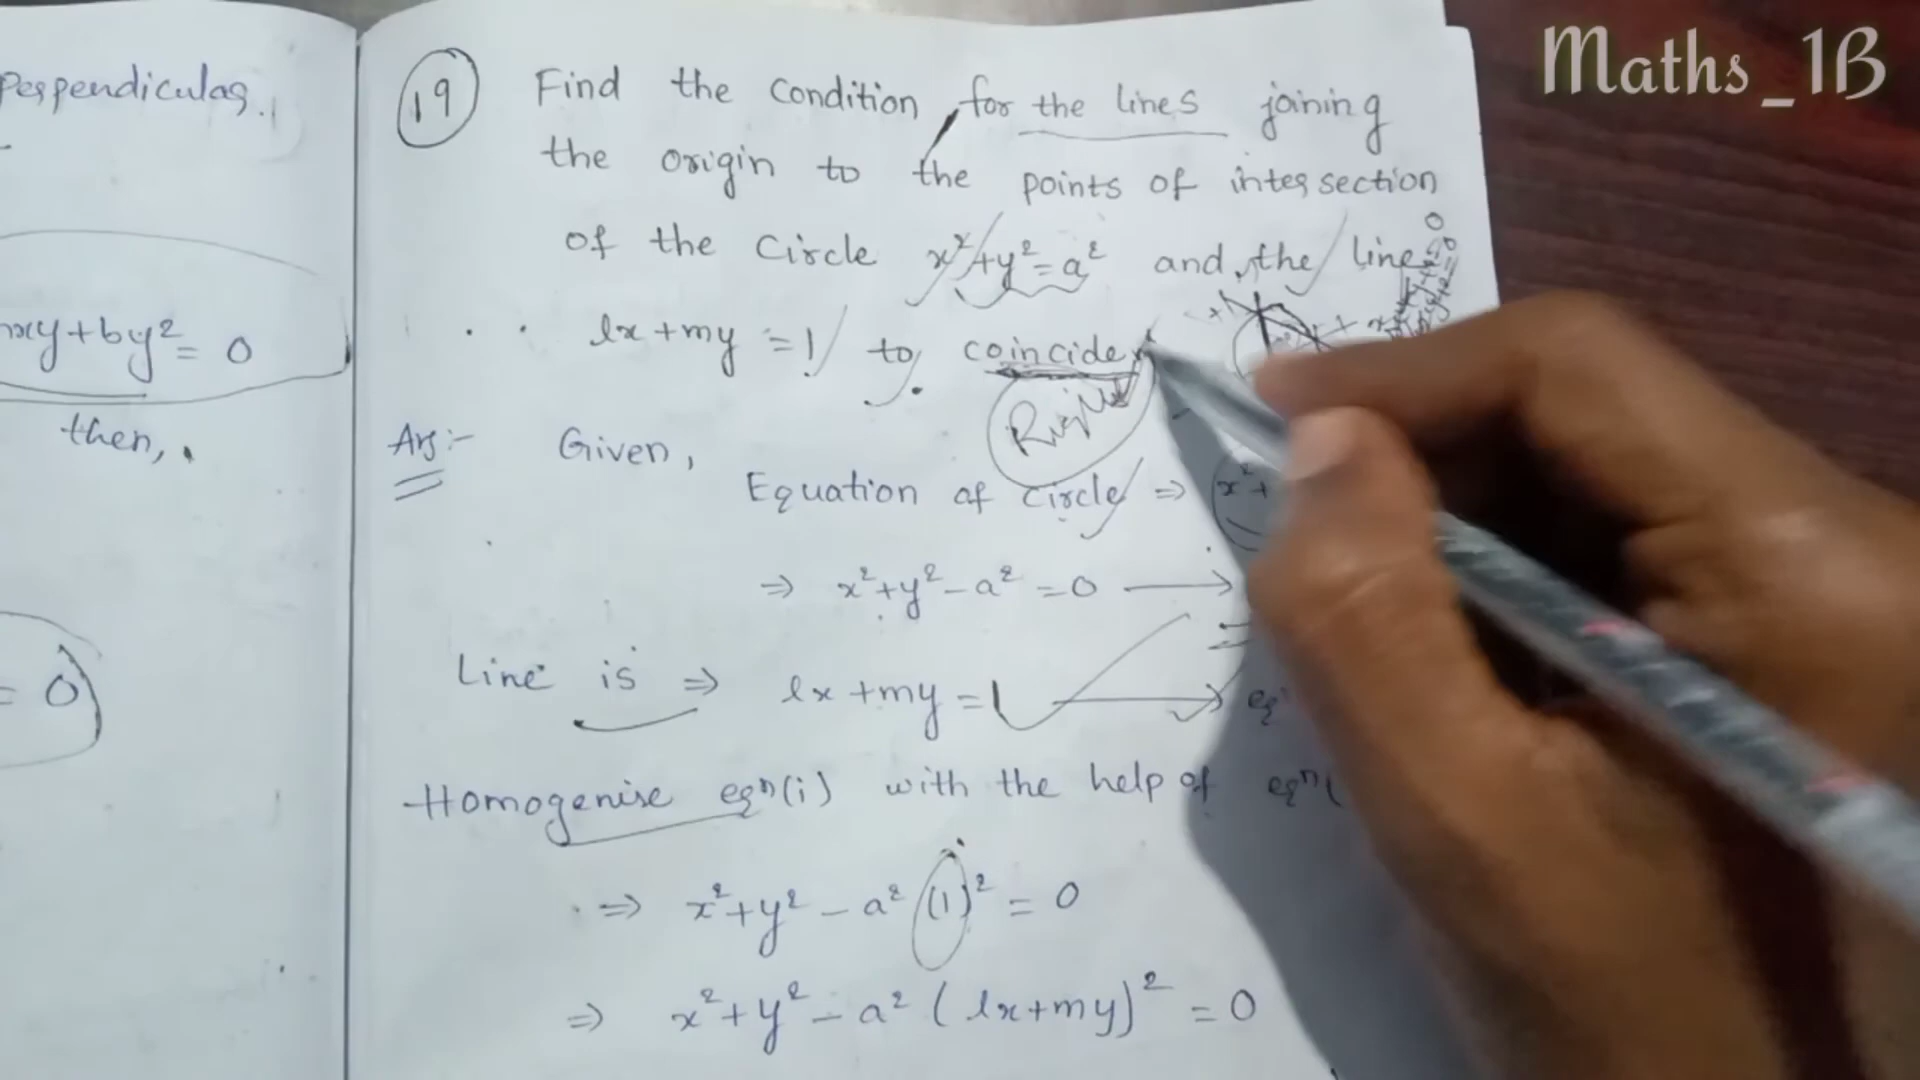 Maths_1B
perpendicular.
xy+by²=0
then,
= 0
19 Find the condition for the lines joining
the origin to the points of intersection
of the Circle x²+y²=a² and the line
lx+my=1 to coincide
Right
Ans:- Given,
Equation of circle ⇒ x²+
⇒ x²+y²-a²=0 →
Line is ⇒ lx+my=1 → eqⁿ
Homogenise eqⁿ(i) with the help of eqⁿ(
⇒ x²+y²-a²(1)²=0
⇒ x²+y²-a²(lx+my)²=0